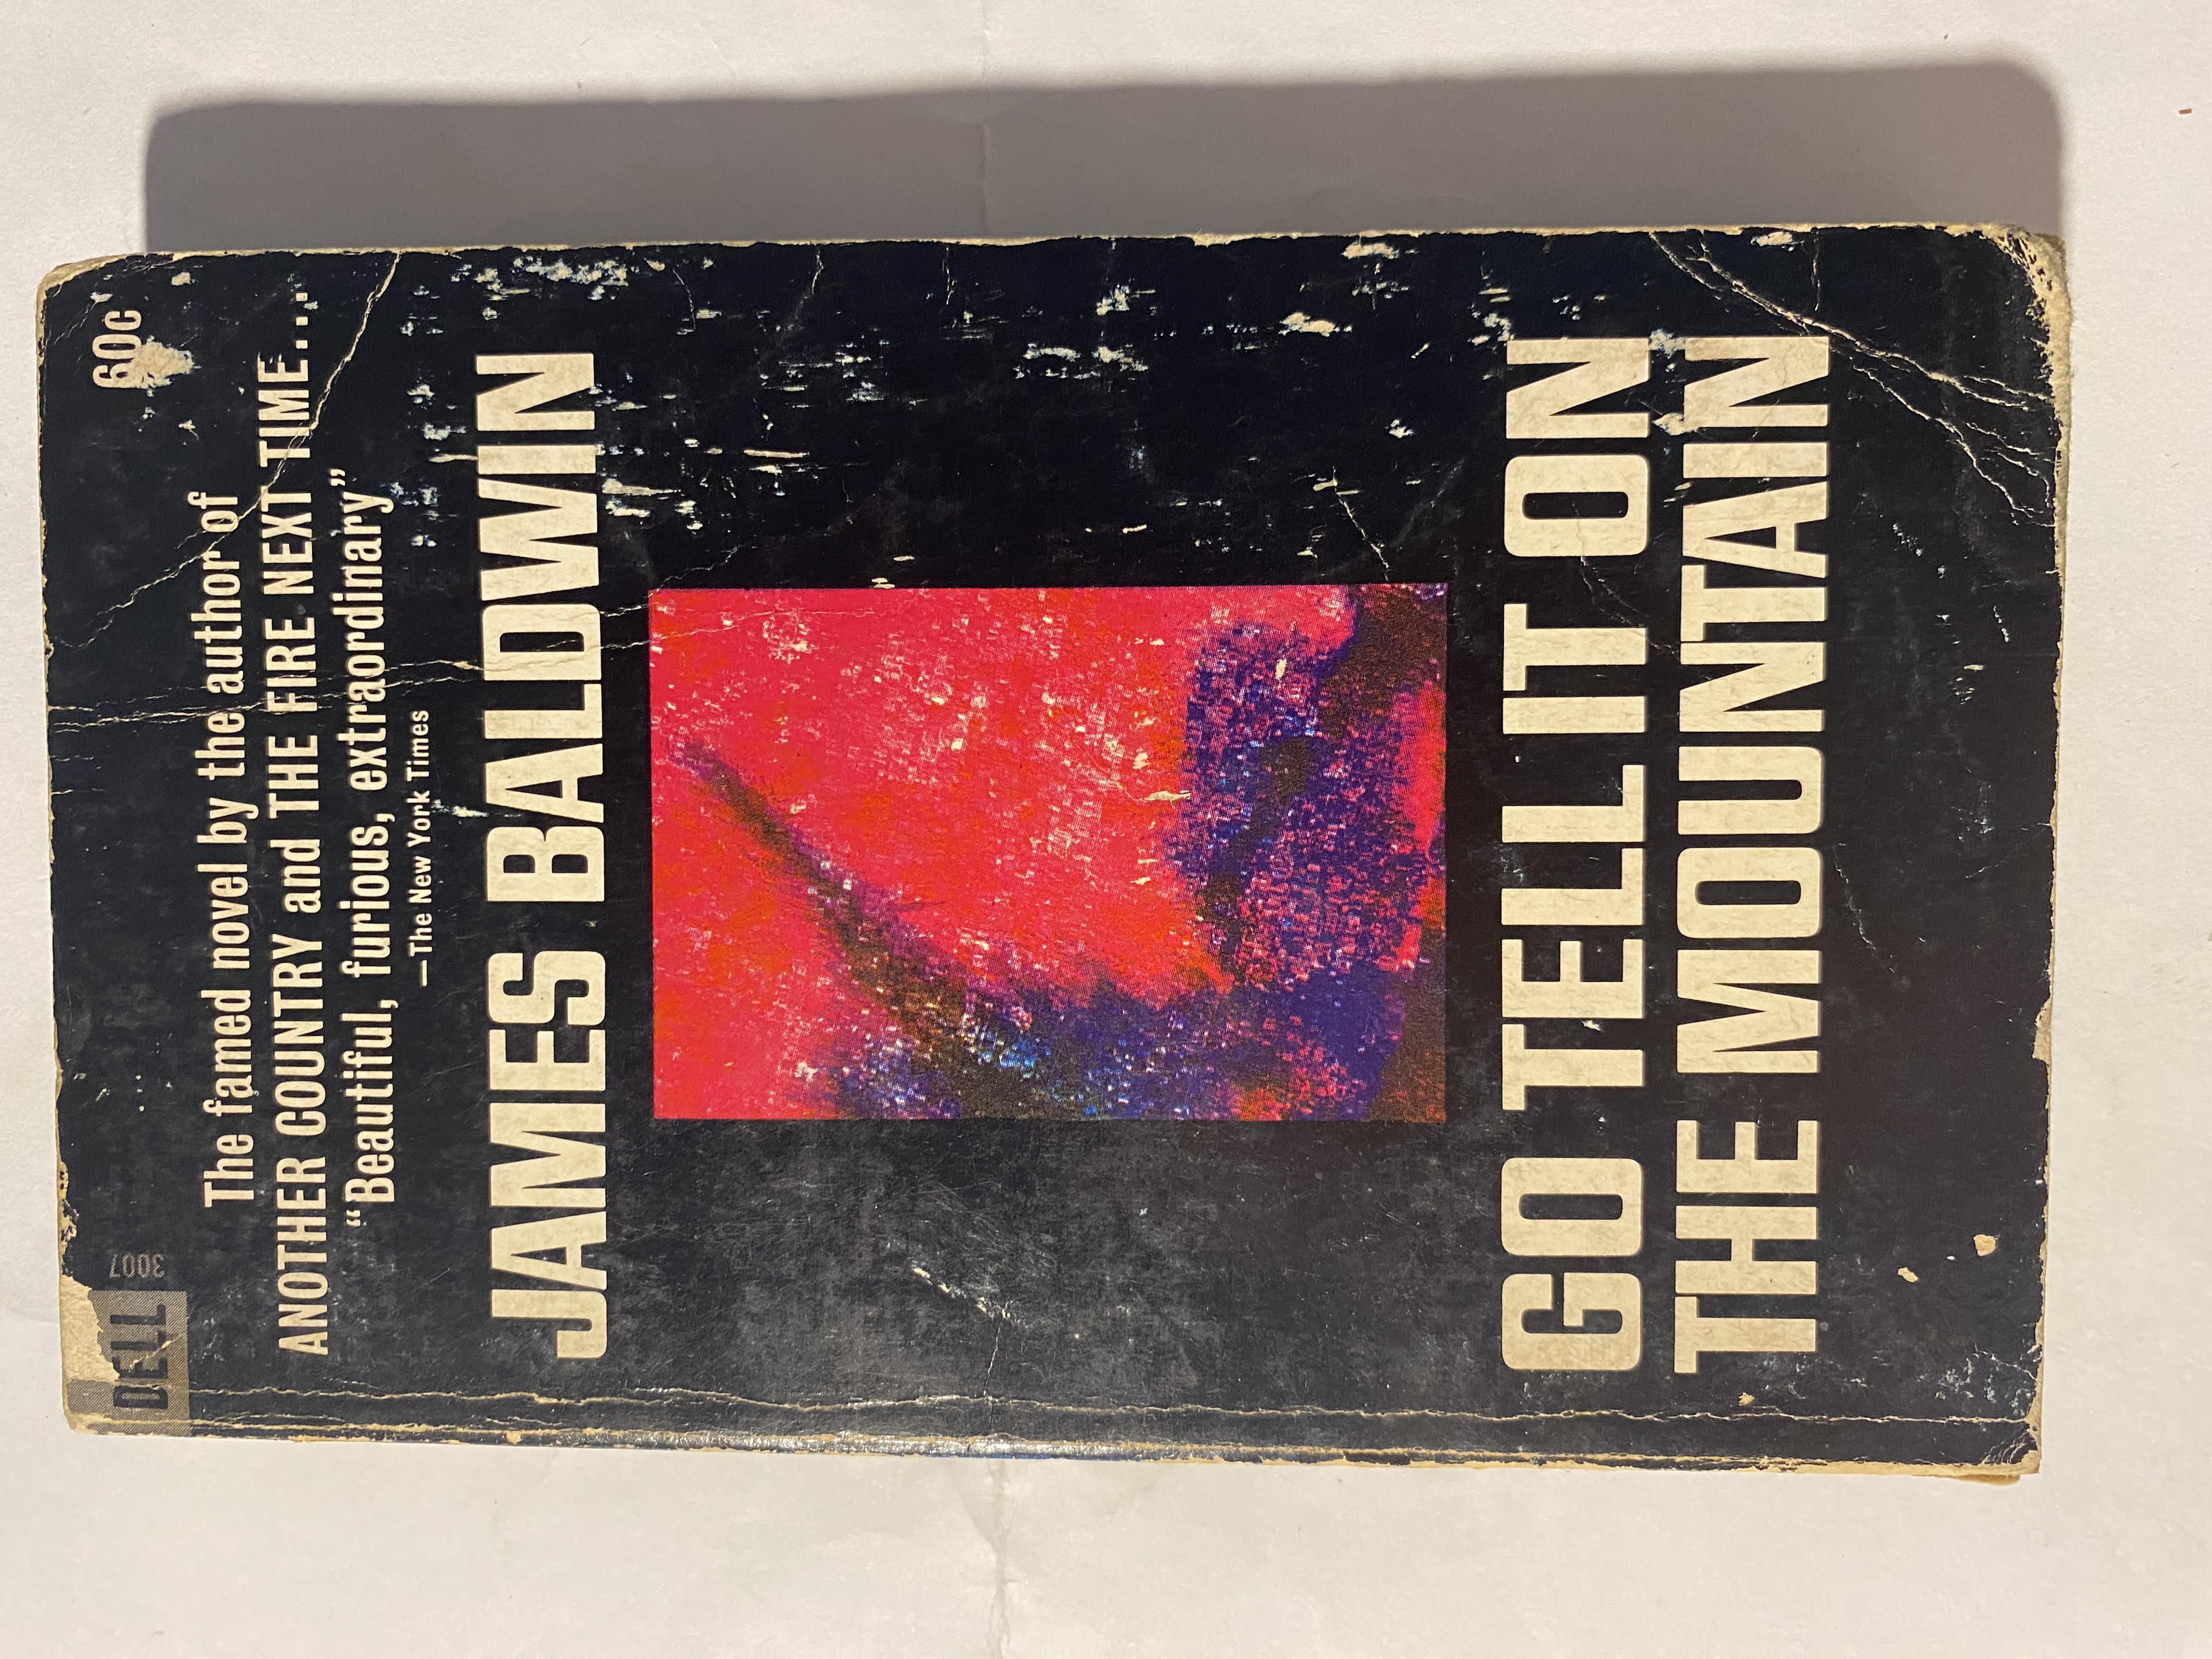 DELL
3007
60c
The famed novel by the author of
ANOTHER COUNTRY and THE FIRE NEXT TIME...
“Beautiful, furious, extraordinary”
—The New York Times
JAMES BALDWIN
GO TELL IT ON
THE MOUNTAIN